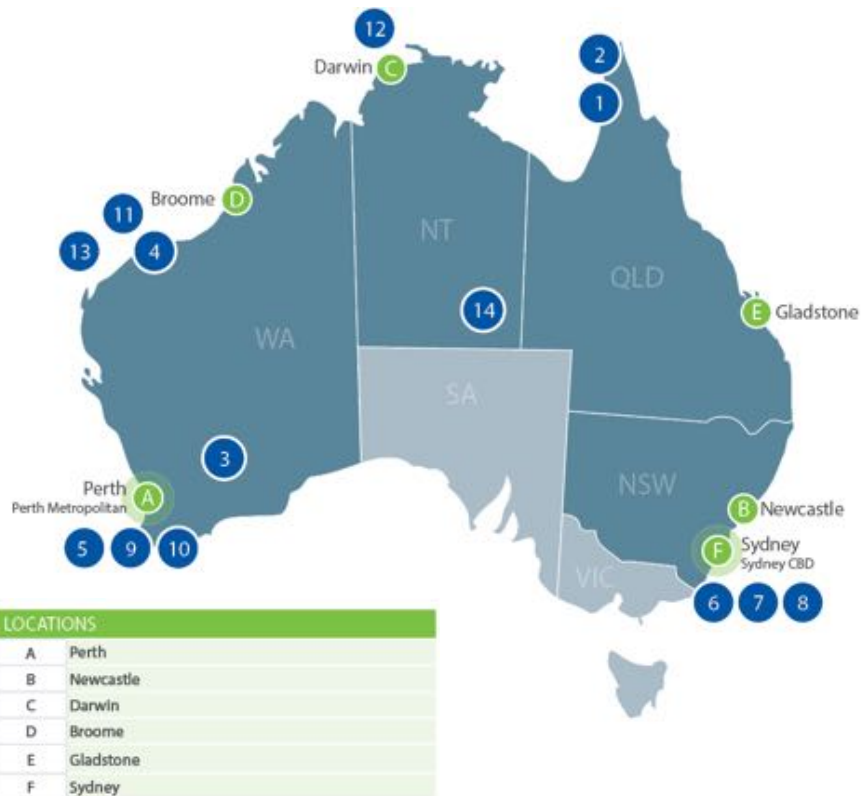 12
Darwin C
2
1
Broome D
11
13
4
NT
QLD
14
E Gladstone
WA
SA
3
NSW
Perth
Perth Metropolitan
A
B Newcastle
F
Sydney
Sydney CBD
5 9 10
VIC
6 7 8
LOCATIONS
A Perth
B Newcastle
C Darwin
D Broome
E Gladstone
F Sydney